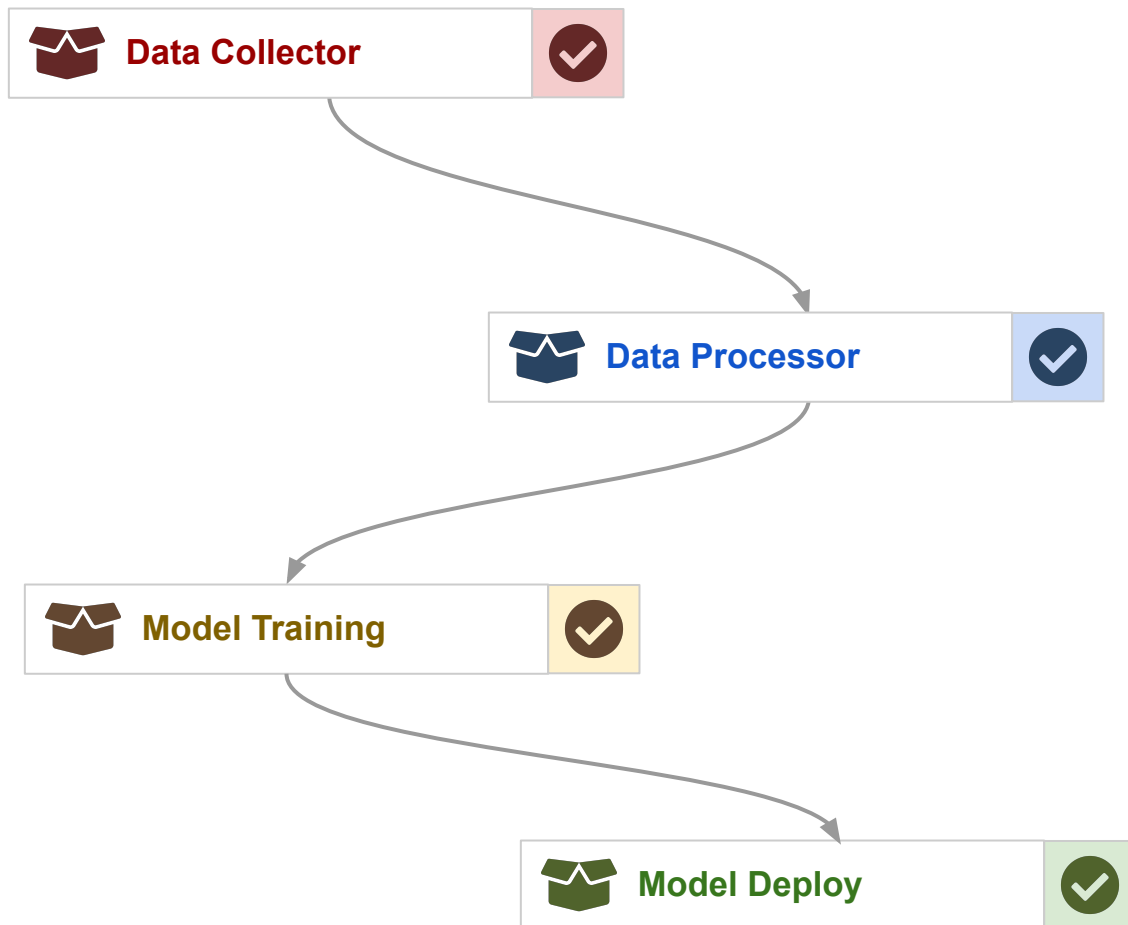 Data Collector
Data Processor
Model Training
Model Deploy